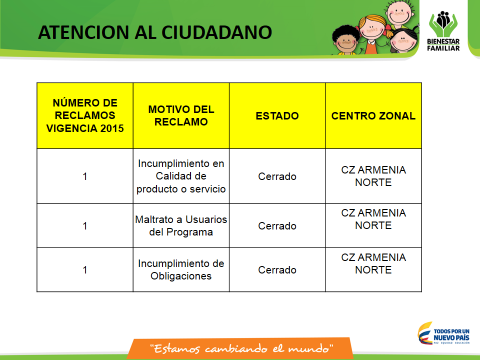 ATENCION AL CIUDADANO
BIENESTAR
FAMILIAR
NÚMERO DE
RECLAMOS
VIGENCIA 2015
MOTIVO DEL
RECLAMO
ESTADO
CENTRO ZONAL
1
Incumplimiento en
Calidad de
producto o servicio
Cerrado
CZ ARMENIA
NORTE
1
Maltrato a Usuarios
del Programa
Cerrado
CZ ARMENIA
NORTE
1
Incumplimiento de
Obligaciones
Cerrado
CZ ARMENIA
NORTE
"Estamos cambiando el mundo"
TODOS POR UN
NUEVO PAÍS